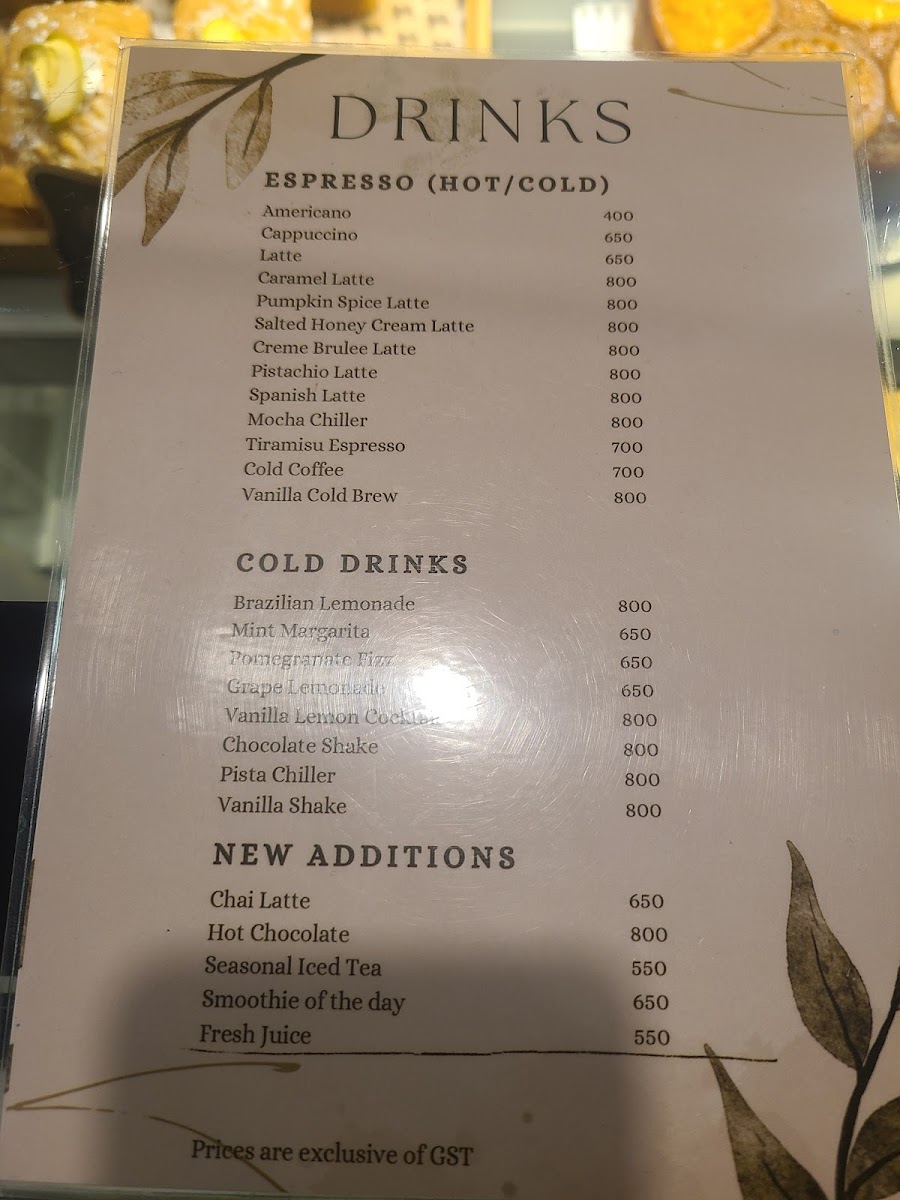 DRINKS
ESPRESSO (HOT/COLD)
Americano 400
Cappuccino 650
Latte 650
Caramel Latte 800
Pumpkin Spice Latte 800
Salted Honey Cream Latte 800
Creme Brulee Latte 800
Pistachio Latte 800
Spanish Latte 800
Mocha Chiller 800
Tiramisu Espresso 700
Cold Coffee 700
Vanilla Cold Brew 800
COLD DRINKS
Brazilian Lemonade 800
Mint Margarita 650
Pomegranate Fizz 650
Grape Lemonade 650
Vanilla Lemon Cocktail 800
Chocolate Shake 800
Pista Chiller 800
Vanilla Shake 800
NEW ADDITIONS
Chai Latte 650
Hot Chocolate 800
Seasonal Iced Tea 550
Smoothie of the day 650
Fresh Juice 550
Prices are exclusive of GST